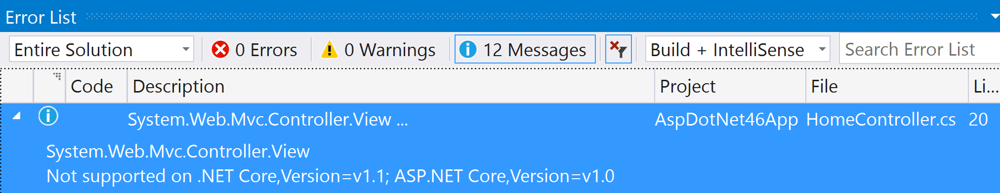 Error List
Entire Solution 0 Errors 0 Warnings 12 Messages Build + IntelliSense Search Error List
Code Description Project File Li...
System.Web.Mvc.Controller.View ... AspDotNet46App HomeController.cs 20
System.Web.Mvc.Controller.View
Not supported on .NET Core,Version=v1.1; ASP.NET Core,Version=v1.0